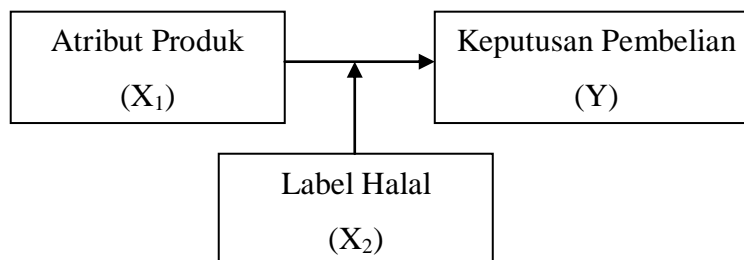 Atribut Produk
(X₁)
Keputusan Pembelian
(Y)
Label Halal
(X₂)